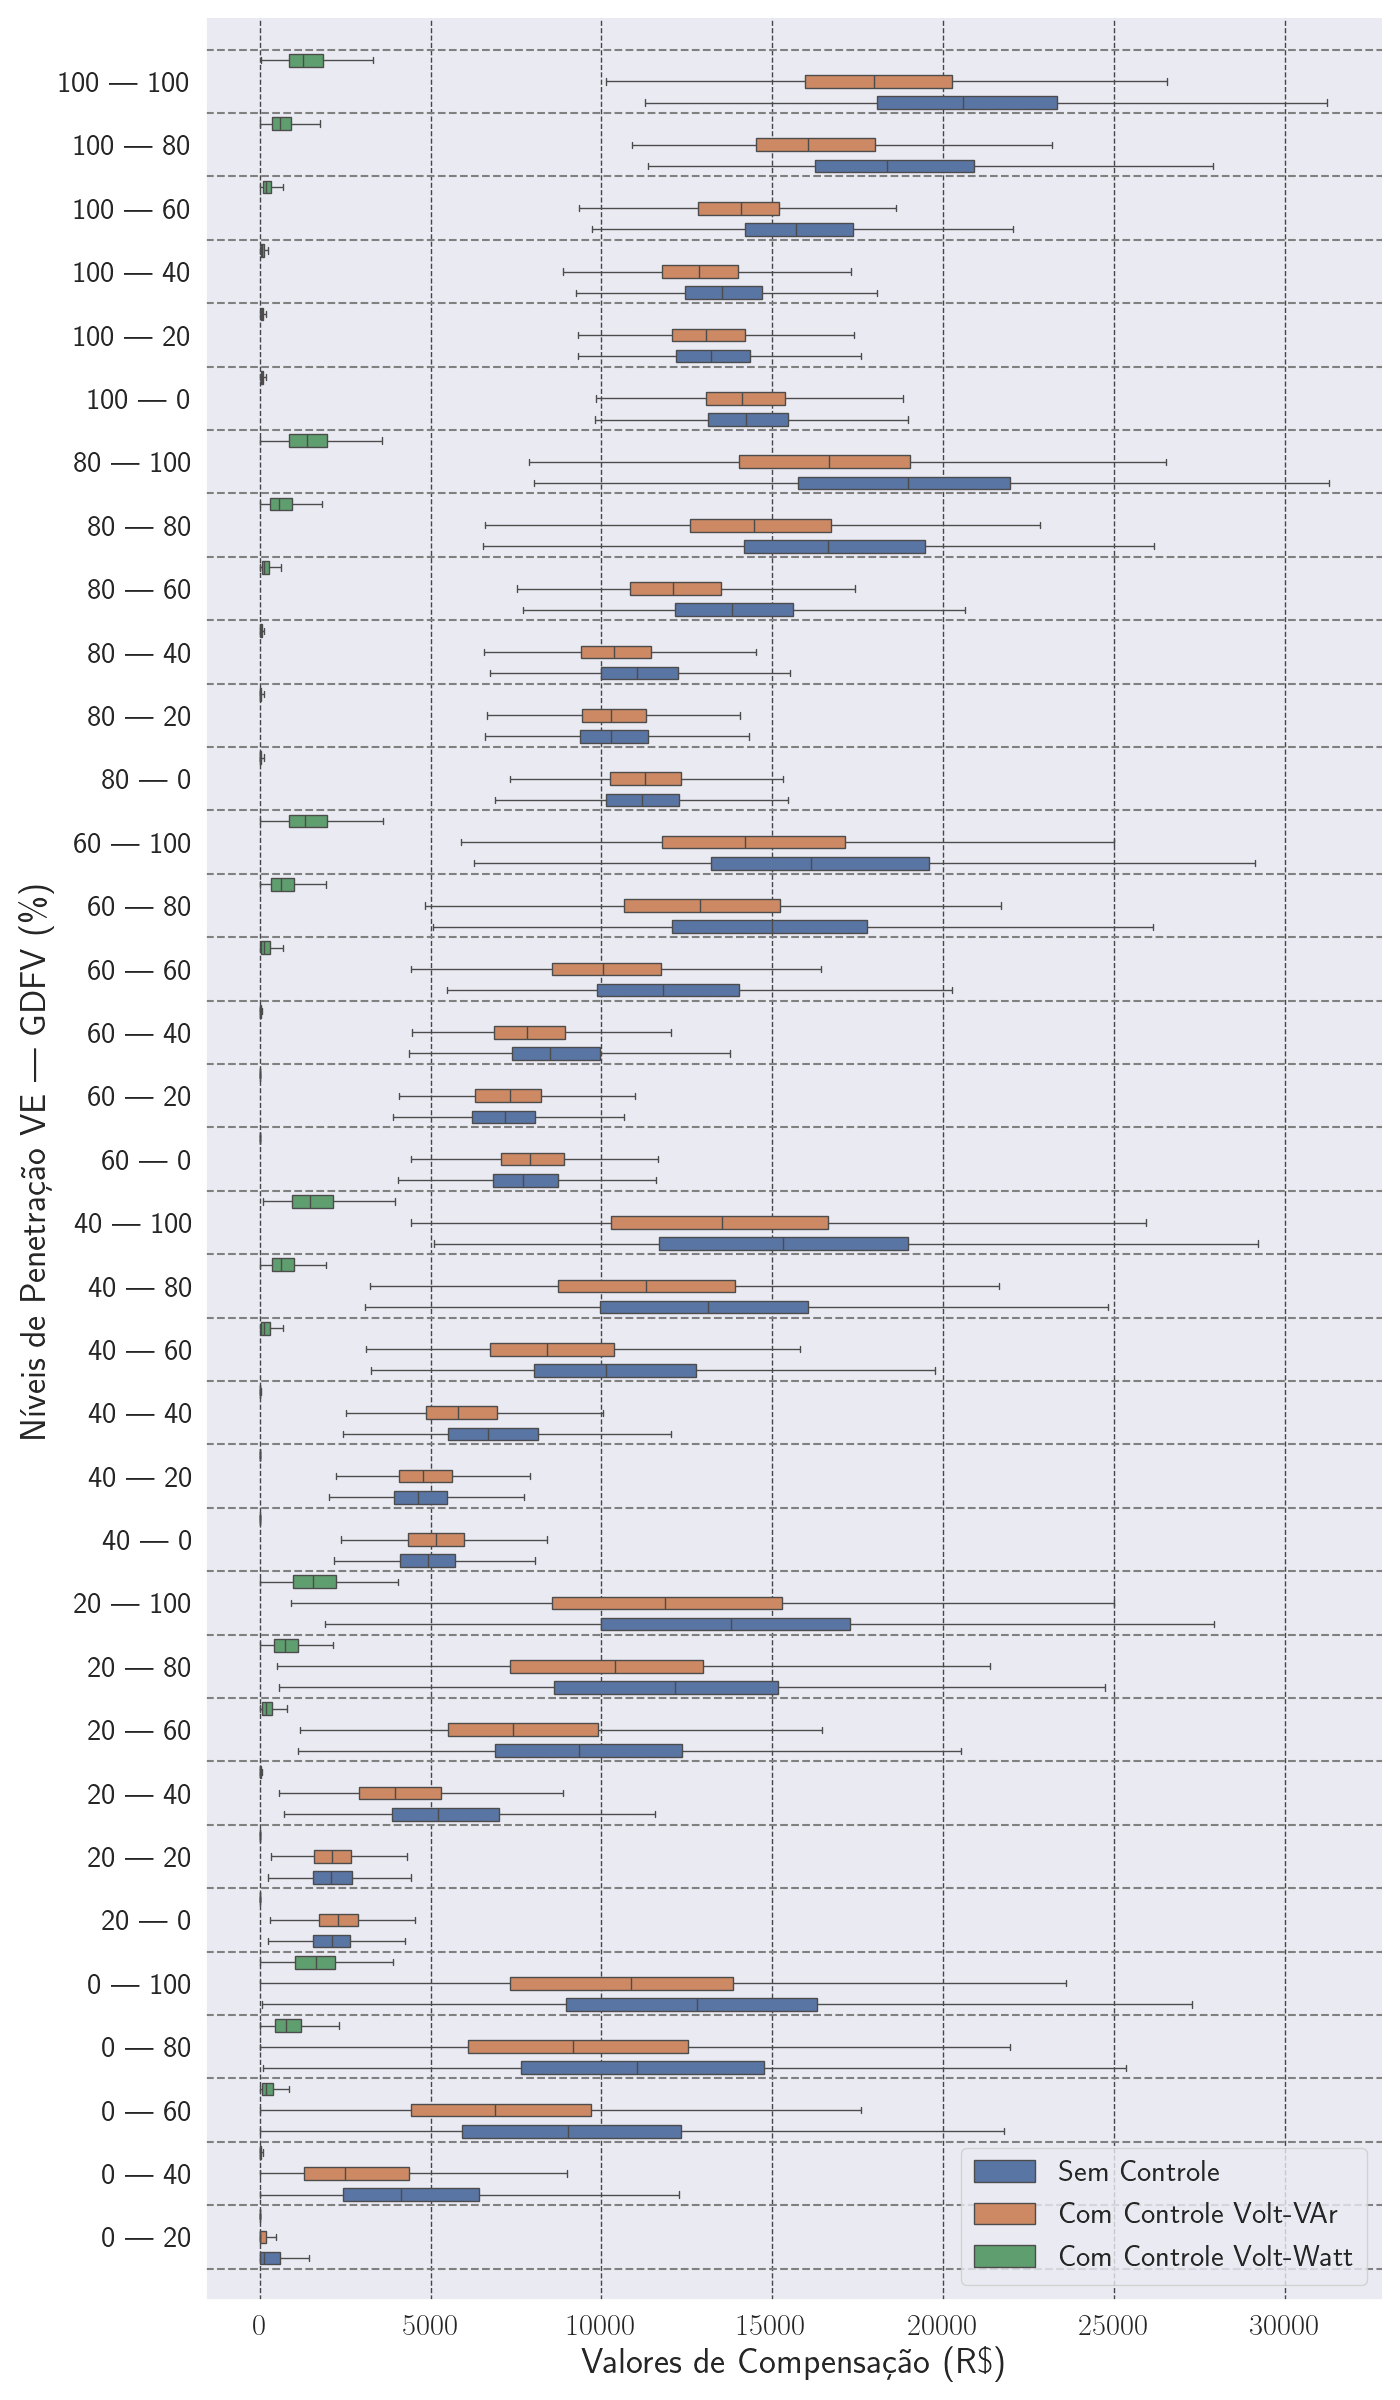 100 — 100
100 — 80
100 — 60
100 — 40
100 — 20
100 — 0
80 — 100
80 — 80
80 — 60
80 — 40
80 — 20
80 — 0
60 — 100
60 — 80
60 — 60
60 — 40
60 — 20
60 — 0
40 — 100
40 — 80
40 — 60
40 — 40
40 — 20
40 — 0
20 — 100
20 — 80
20 — 60
20 — 40
20 — 20
20 — 0
0 — 100
0 — 80
0 — 60
0 — 40
0 — 20
Níveis de Penetração VE — GDFV (%)
Sem Controle
Com Controle Volt-VAr
Com Controle Volt-Watt
0 5000 10000 15000 20000 25000 30000
Valores de Compensação (R$)